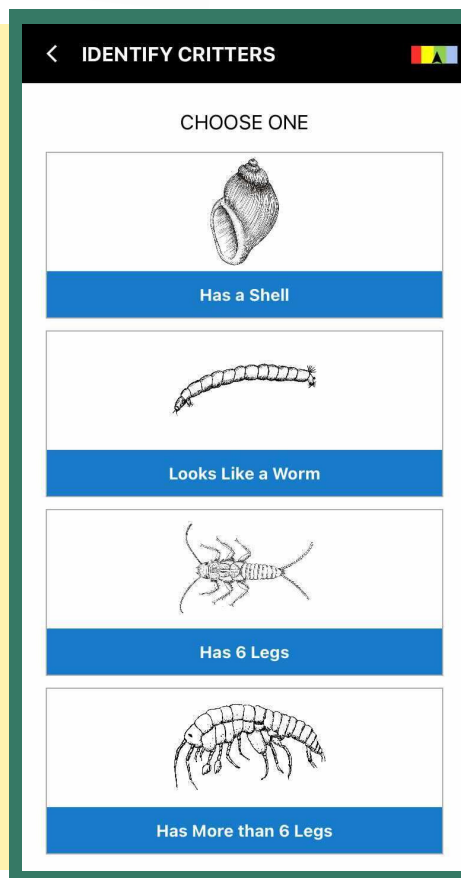 IDENTIFY CRITTERS
CHOOSE ONE
Has a Shell
Looks Like a Worm
Has 6 Legs
Has More than 6 Legs